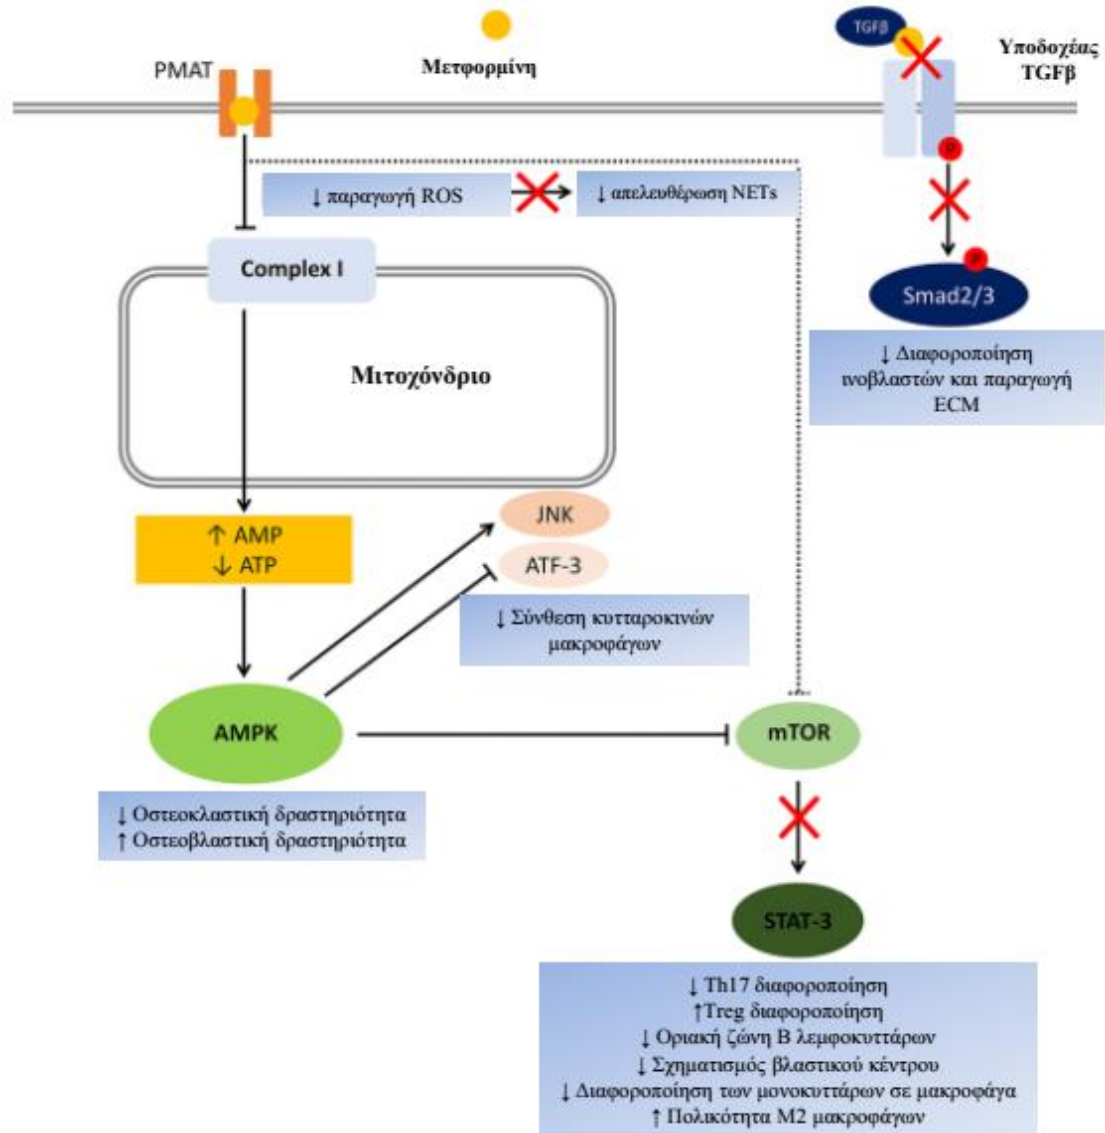 TGFβ
Υποδοχέας
TGFβ
PMAT
Μετφορμίνη
P
↓ παραγωγή ROS
↓ απελευθέρωση NETs
Complex I
P
Smad2/3
Μιτοχόνδριο
↓ Διαφοροποίηση
ινοβλαστών και παραγωγή
ECM
↑ AMP
↓ ATP
JNK
ATF-3
↓ Σύνθεση κυτταροκινών
μακροφάγων
AMPK
mTOR
↓ Οστεοκλαστική δραστηριότητα
↑ Οστεοβλαστική δραστηριότητα
STAT-3
↓ Th17 διαφοροποίηση
↑Treg διαφοροποίηση
↓ Οριακή ζώνη Β λεμφοκυττάρων
↓ Σχηματισμός βλαστικού κέντρου
↓ Διαφοροποίηση των μονοκυττάρων σε μακροφάγα
↑ Πολικότητα Μ2 μακροφάγων